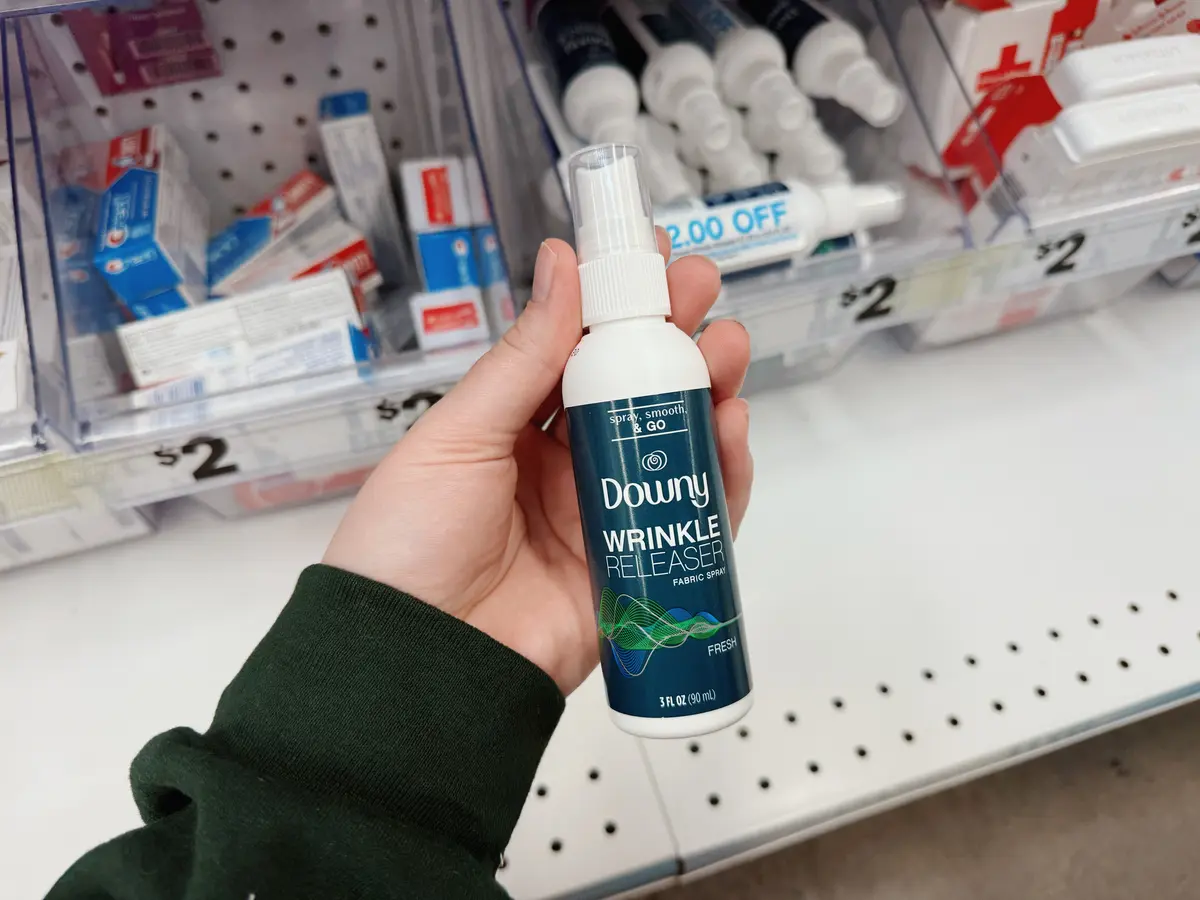 2.00 OFF
$2
$2
$2
$2
spray, smooth,
& GO
Downy
WRINKLE
RELEASER
FABRIC SPRAY
FRESH
3 FL OZ (90 mL)